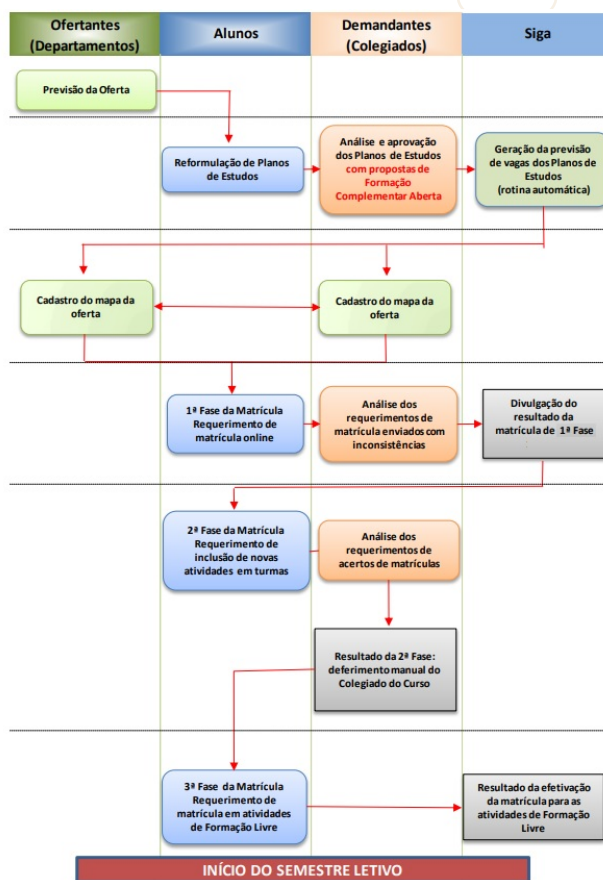 Ofertantes
(Departamentos)
Alunos
Demandantes
(Colegiados)
Siga
Previsão da Oferta
Reformulação de Planos
de Estudos
Análise e aprovação
dos Planos de Estudos
com propostas de
Formação
Complementar Aberta
Geração da previsão
de vagas dos Planos de
Estudos
(rotina automática)
Cadastro do mapa da
oferta
Cadastro do mapa da
oferta
1ª Fase da Matrícula
Requerimento de
matrícula online
Análise dos
requerimentos de
matrícula enviados com
inconsistências
Divulgação do
resultado da
matrícula de 1ª Fase
2ª Fase da Matrícula
Requerimento de
inclusão de novas
atividades em turmas
Análise dos
requerimentos de
acertos de matrículas
Resultado da 2ª Fase:
deferimento manual do
Colegiado do Curso
3ª Fase da Matrícula
Requerimento de
matrícula em atividades
de Formação Livre
Resultado da efetivação
da matrícula para as
atividades de Formação
Livre
INÍCIO DO SEMESTRE LETIVO